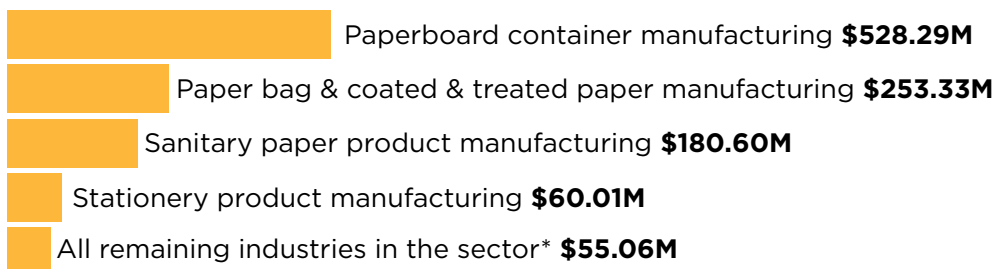 Paperboard container manufacturing $528.29M
Paper bag & coated & treated paper manufacturing $253.33M
Sanitary paper product manufacturing $180.60M
Stationery product manufacturing $60.01M
All remaining industries in the sector* $55.06M